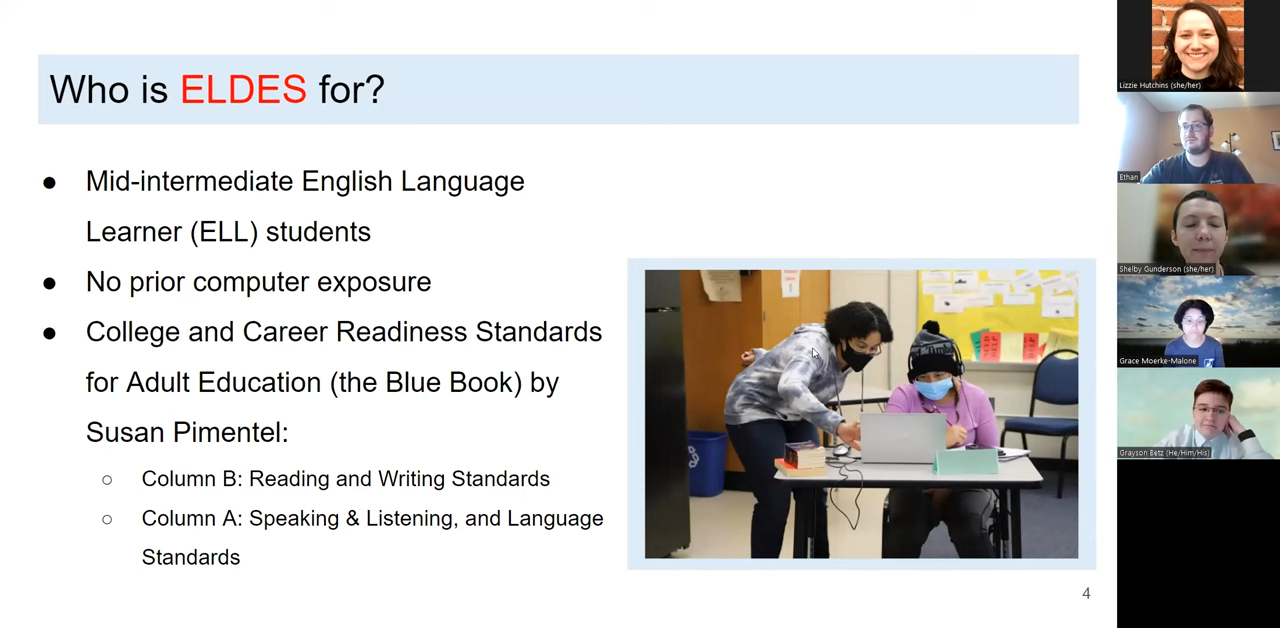 Who is ELDES for?
● Mid-intermediate English Language
Learner (ELL) students
● No prior computer exposure
● College and Career Readiness Standards
for Adult Education (the Blue Book) by
Susan Pimentel:
○ Column B: Reading and Writing Standards
○ Column A: Speaking & Listening, and Language
Standards
NEED HELP
4
Lizzie Hutchins (she/her)
Ethan
Shelby Gunderson (she/her)
Grace Moerke-Malone
Grayson Betz (He/Him/His)